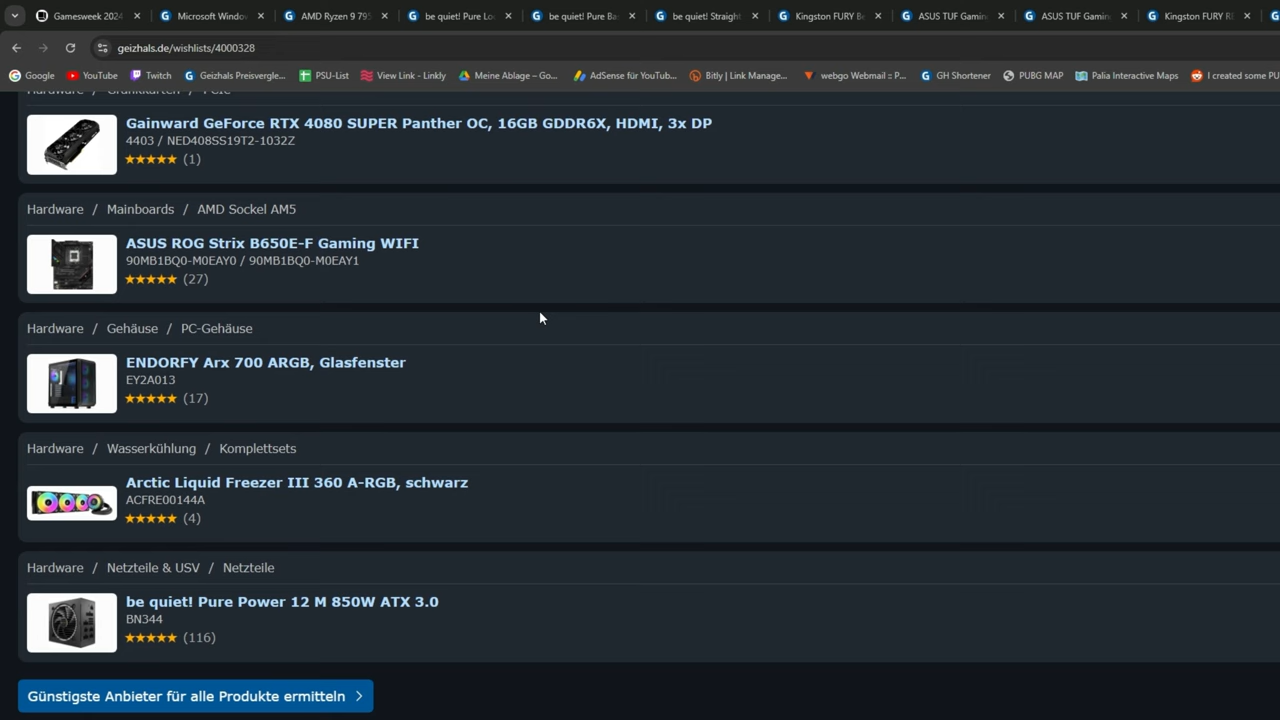 Gamesweek 2024
Microsoft Windo
AMD Ryzen 9 795
be quiet! Pure Lo
be quiet! Pure Ba
be quiet! Straight
Kingston FURY Be
ASUS TUF Gamin
ASUS TUF Gamin
Kingston FURY RE
geizhals.de/wishlists/4000328
Google
YouTube
Twitch
Geizhals Preisvergle...
PSU-List
View Link - Linkly
Meine Ablage – Go...
AdSense für YouTub...
Bitly | Link Manage...
webgo Webmail :: P...
GH Shortener
PUBG MAP
Palia Interactive Maps
I created some PU
Hardware / Grafikkarten / PCIe
Gainward GeForce RTX 4080 SUPER Panther OC, 16GB GDDR6X, HDMI, 3x DP
4403 / NED408SS19T2-1032Z
★★★★★ (1)
Hardware / Mainboards / AMD Sockel AM5
ASUS ROG Strix B650E-F Gaming WIFI
90MB1BQ0-M0EAY0 / 90MB1BQ0-M0EAY1
★★★★★ (27)
Hardware / Gehäuse / PC-Gehäuse
ENDORFY Arx 700 ARGB, Glasfenster
EY2A013
★★★★★ (17)
Hardware / Wasserkühlung / Komplettsets
Arctic Liquid Freezer III 360 A-RGB, schwarz
ACFRE00144A
★★★★★ (4)
Hardware / Netzteile & USV / Netzteile
be quiet! Pure Power 12 M 850W ATX 3.0
BN344
★★★★★ (116)
Günstigste Anbieter für alle Produkte ermitteln